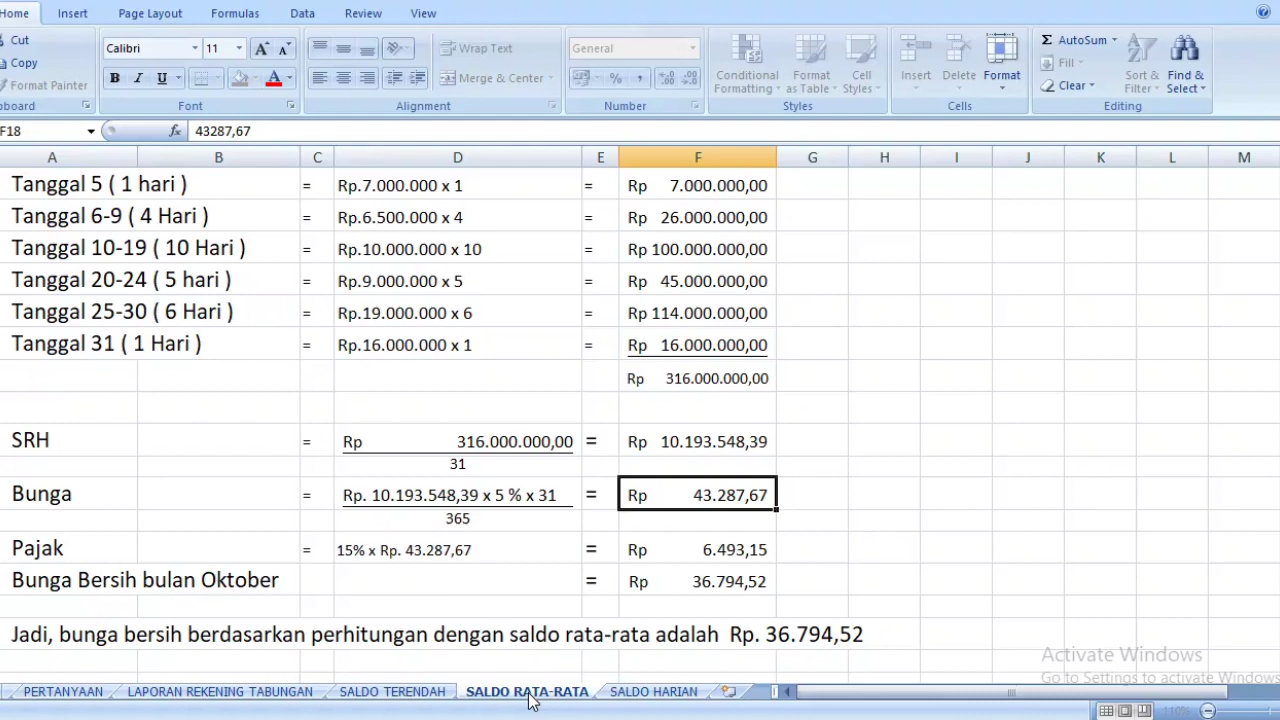 Home Insert Page Layout Formulas Data Review View
Cut
Copy
Format Painter
Calibri 11
B I U A
Wrap Text
Merge & Center
General
% ,
Conditional Formatting
Format as Table
Cell Styles
Insert Delete Format
Σ AutoSum
Fill
Clear
Sort & Filter
Find & Select
board Font Alignment Number Styles Cells Editing
F18 fx 43287,67
A B C D E F G H I J K L M
Tanggal 5 ( 1 hari ) = Rp.7.000.000 x 1 = Rp 7.000.000,00
Tanggal 6-9 ( 4 Hari ) = Rp.6.500.000 x 4 = Rp 26.000.000,00
Tanggal 10-19 ( 10 Hari ) = Rp.10.000.000 x 10 = Rp 100.000.000,00
Tanggal 20-24 ( 5 hari ) = Rp.9.000.000 x 5 = Rp 45.000.000,00
Tanggal 25-30 ( 6 Hari ) = Rp.19.000.000 x 6 = Rp 114.000.000,00
Tanggal 31 ( 1 Hari ) = Rp.16.000.000 x 1 = Rp 16.000.000,00
Rp 316.000.000,00
SRH = Rp 316.000.000,00 = Rp 10.193.548,39
31
Bunga = Rp. 10.193.548,39 x 5 % x 31 = Rp 43.287,67
365
Pajak = 15% x Rp. 43.287,67 = Rp 6.493,15
Bunga Bersih bulan Oktober = Rp 36.794,52
Jadi, bunga bersih berdasarkan perhitungan dengan saldo rata-rata adalah Rp. 36.794,52
Activate Windows
Go to Settings to activate Windows
PERTANYAAN LAPORAN REKENING TABUNGAN SALDO TERENDAH SALDO RATA-RATA SALDO HARIAN
110%